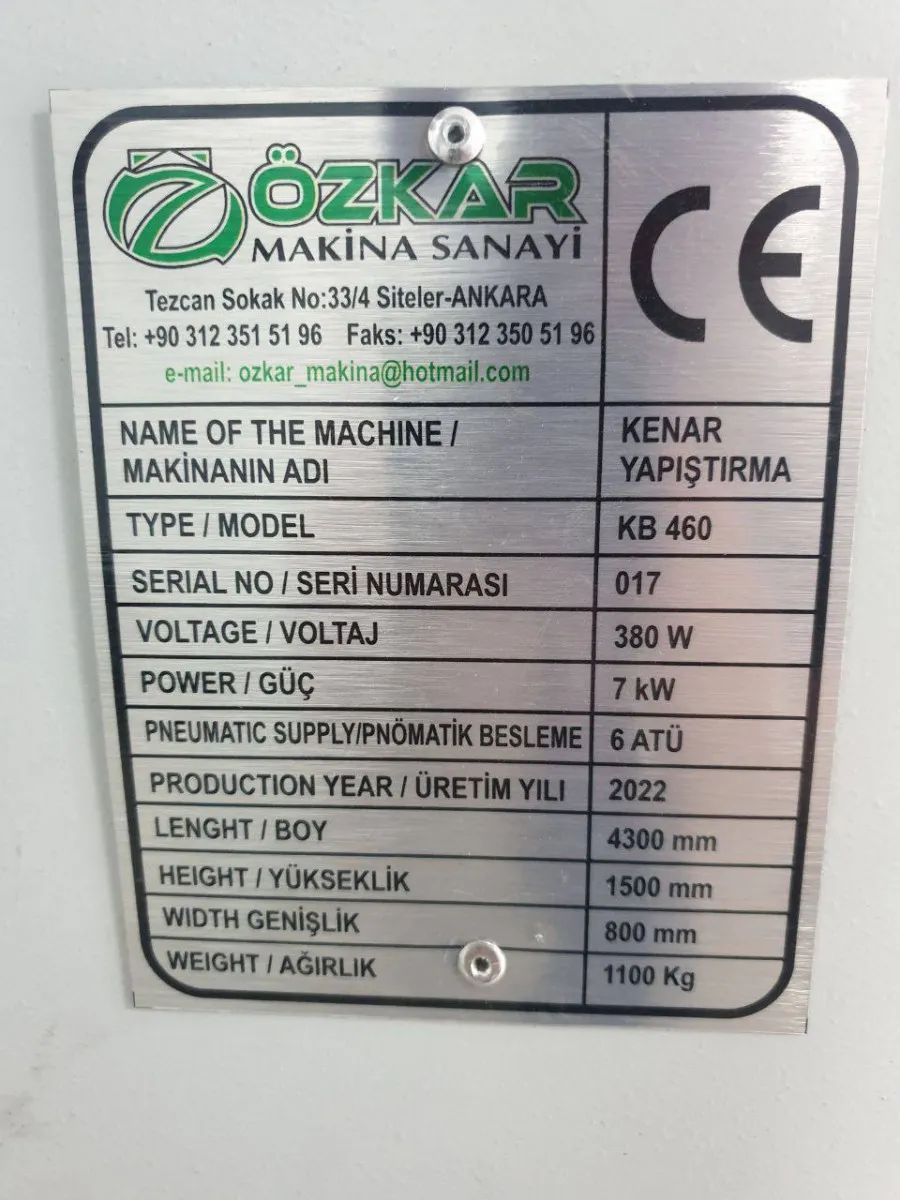 ÖZKAR
MAKİNA SANAYİ
Tezcan Sokak No:33/4 Siteler-ANKARA
Tel: +90 312 351 51 96 Faks: +90 312 350 51 96
e-mail: ozkar_makina@hotmail.com
CE
NAME OF THE MACHINE /
MAKİNANIN ADI
KENAR
YAPIŞTIRMA
TYPE / MODEL KB 460
SERIAL NO / SERİ NUMARASI 017
VOLTAGE / VOLTAJ 380 W
POWER / GÜÇ 7 kW
PNEUMATIC SUPPLY/PNÖMATİK BESLEME 6 ATÜ
PRODUCTION YEAR / ÜRETİM YILI 2022
LENGHT / BOY 4300 mm
HEIGHT / YÜKSEKLİK 1500 mm
WIDTH GENİŞLİK 800 mm
WEIGHT / AĞIRLIK 1100 Kg